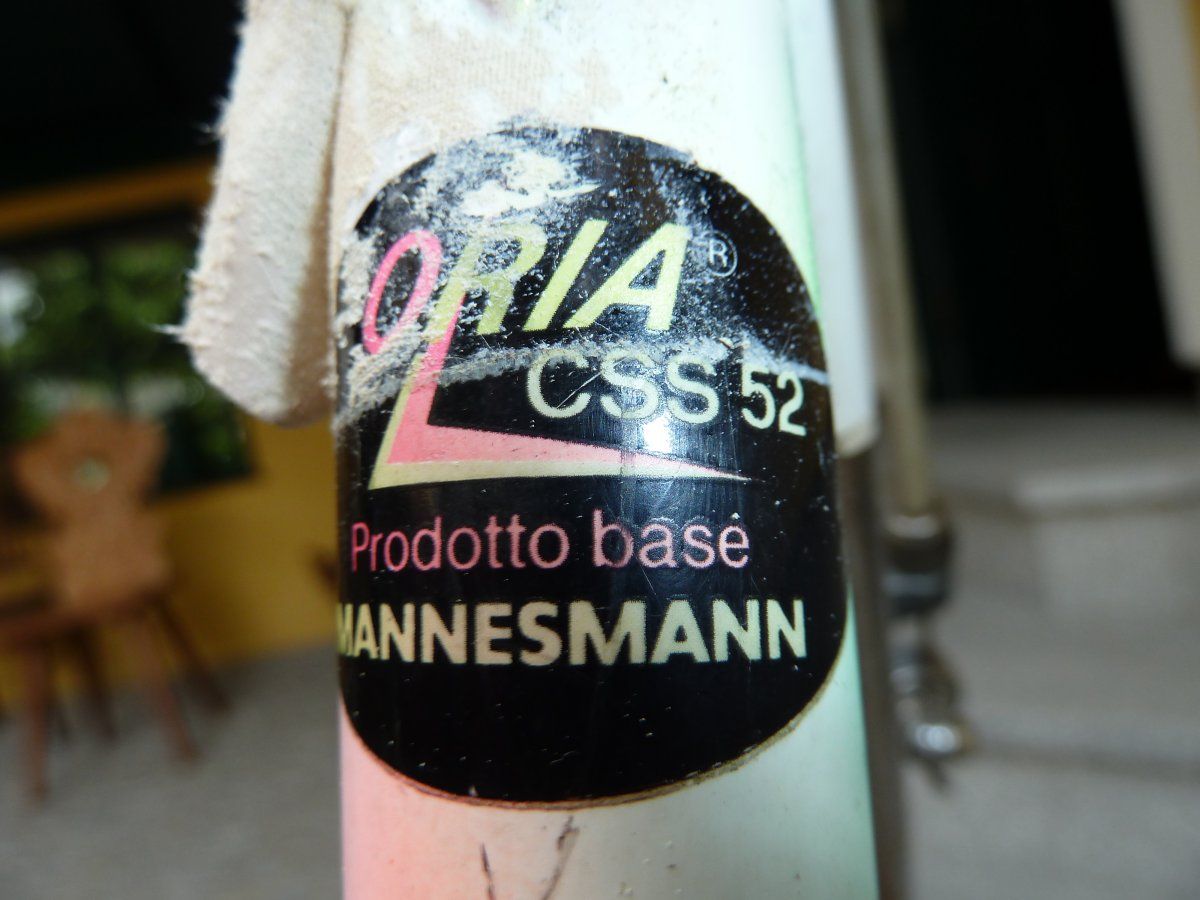 ORIA®
CSS 52
Prodotto base
MANNESMANN